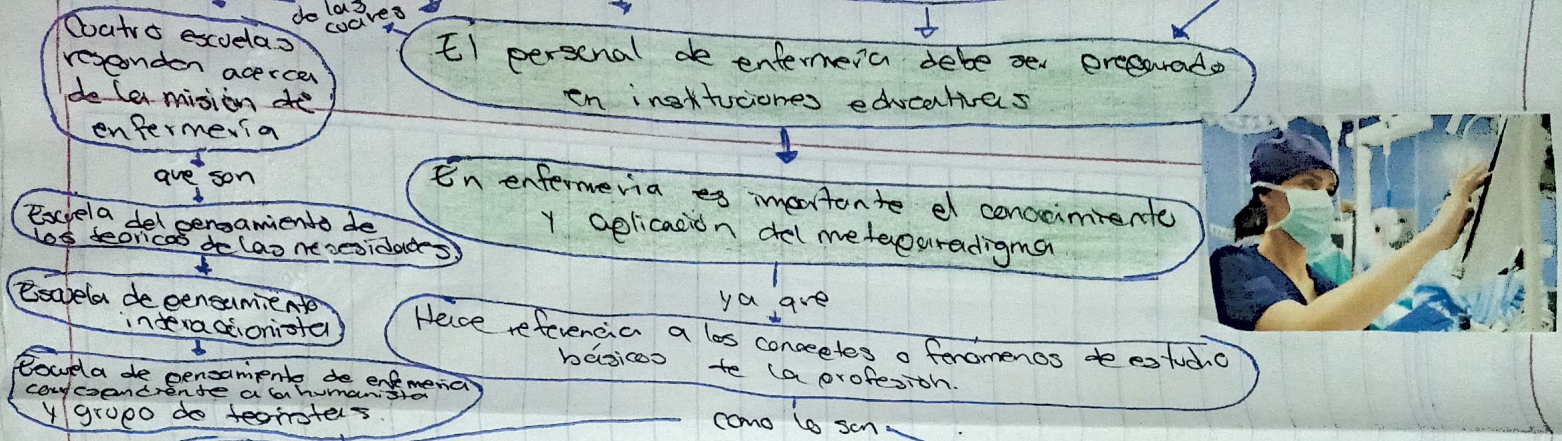 de las
cuales
Cuatro escuelas
responden acerca
de la misión de
enfermería
que son
Escuela del pensamiento de
los teóricos de las necesidades
Escuela de pensamiento
interaccionista
Escuela de pensamiento de enfermería
a la humanista
y grupo de teoristas.
El personal de enfermería debe ser preparado
en instituciones educativas
En enfermería es importante el conocimiento
y aplicación del metaparadigma
ya que
Hace referencia a los conceptos o fenómenos de estudio
básicos de la profesión.
como lo son